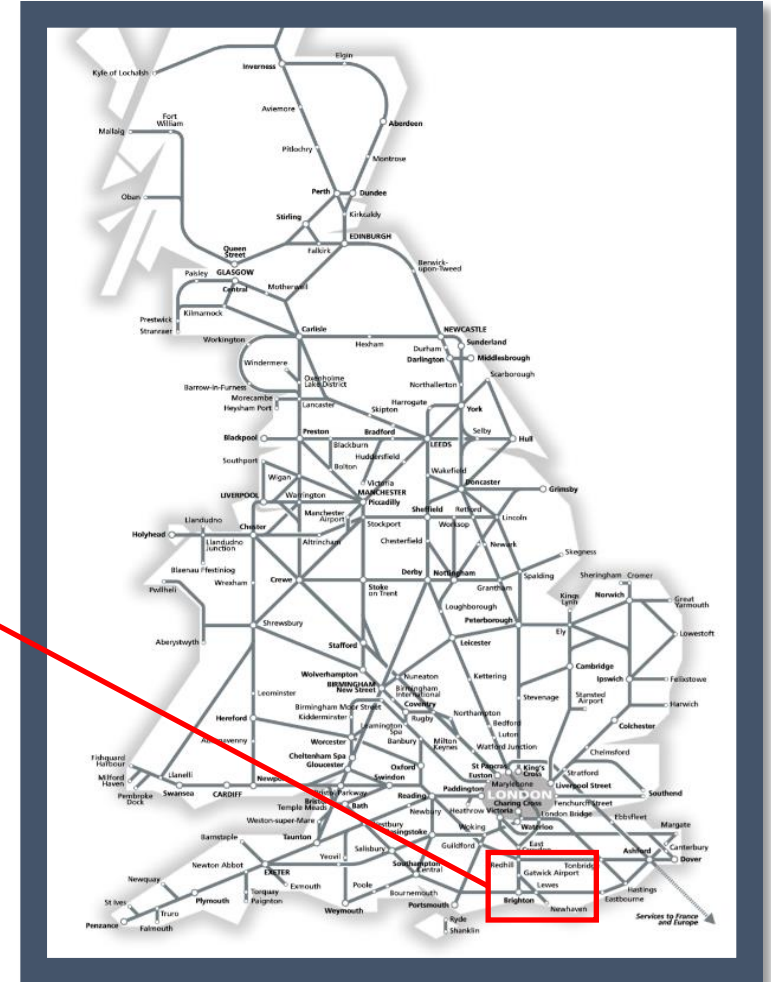 Elgin
Inverness
Kyle of Lochalsh
Aviemore
Fort
William
Aberdeen
Mallaig
Pitlochry
Montrose
Perth
Dundee
Oban
Stirling
Kirkcaldy
EDINBURGH
Queen
Street
Falkirk
Berwick-
upon-Tweed
Paisley
GLASGOW
Central
Motherwell
Prestwick
Kilmarnock
Stranraer
Carlisle
NEWCASTLE
Workington
Hexham
Durham
Sunderland
Darlington
Middlesbrough
Windermere
Scarborough
Oxenholme
Lake District
Northallerton
Barrow-in-Furness
Morecambe
Heysham Port
Lancaster
Harrogate
York
Skipton
Blackpool
Preston
Bradford
Selby
Hull
Blackburn
LEEDS
Huddersfield
Southport
Bolton
Wakefield
Wigan
Victoria
MANCHESTER
Piccadilly
Doncaster
Grimsby
LIVERPOOL
Warrington
Manchester
Airport
Sheffield
Retford
Lincoln
Llandudno
Stockport
Worksop
Chester
Holyhead
Llandudno
Junction
Altrincham
Chesterfield
Newark
Skegness
Blaenau Ffestiniog
Derby
Nottingham
Spalding
Sheringham
Cromer
Wrexham
Crewe
Stoke
on Trent
Grantham
Pwllheli
Kings
Lynn
Norwich
Great
Yarmouth
Loughborough
Peterborough
Shrewsbury
Ely
Lowestoft
Aberystwyth
Stafford
Leicester
Wolverhampton
Nuneaton
Kettering
Cambridge
BIRMINGHAM
New Street
Birmingham
International
Ipswich
Felixstowe
Leominster
Stevenage
Stansted
Airport
Birmingham Moor Street
Coventry
Harwich
Kidderminster
Rugby
Northampton
Hereford
Leamington
Spa
Bedford
Colchester
Luton
Worcester
Banbury
Milton
Keynes
Watford Junction
Chelmsford
Cheltenham Spa
Fishguard
Harbour
Gloucester
Oxford
St Pancras
King's
Cross
Stratford
Llanelli
Euston
Milford
Haven
Swindon
Marylebone
Liverpool Street
Newport
Parkway
Reading
Paddington
LONDON
Southend
Pembroke
Dock
Swansea
CARDIFF
Temple Meads
Bath
Charing Cross
Fenchurch Street
Newbury
Heathrow
Victoria
London Bridge
Ebbsfleet
Weston-super-Mare
Waterloo
Margate
Barnstaple
Taunton
Woking
East
Canterbury
Salisbury
Guildford
Ashford
Dover
Yeovil
Redhill
Tonbridge
Newton Abbot
EXETER
Southampton
Central
Gatwick Airport
Newquay
Exmouth
Poole
Lewes
Hastings
Torquay
Bournemouth
St Ives
Plymouth
Paignton
Brighton
Eastbourne
Portsmouth
Newhaven
Truro
Weymouth
Ryde
Penzance
Falmouth
Shanklin
Services to France
and Europe